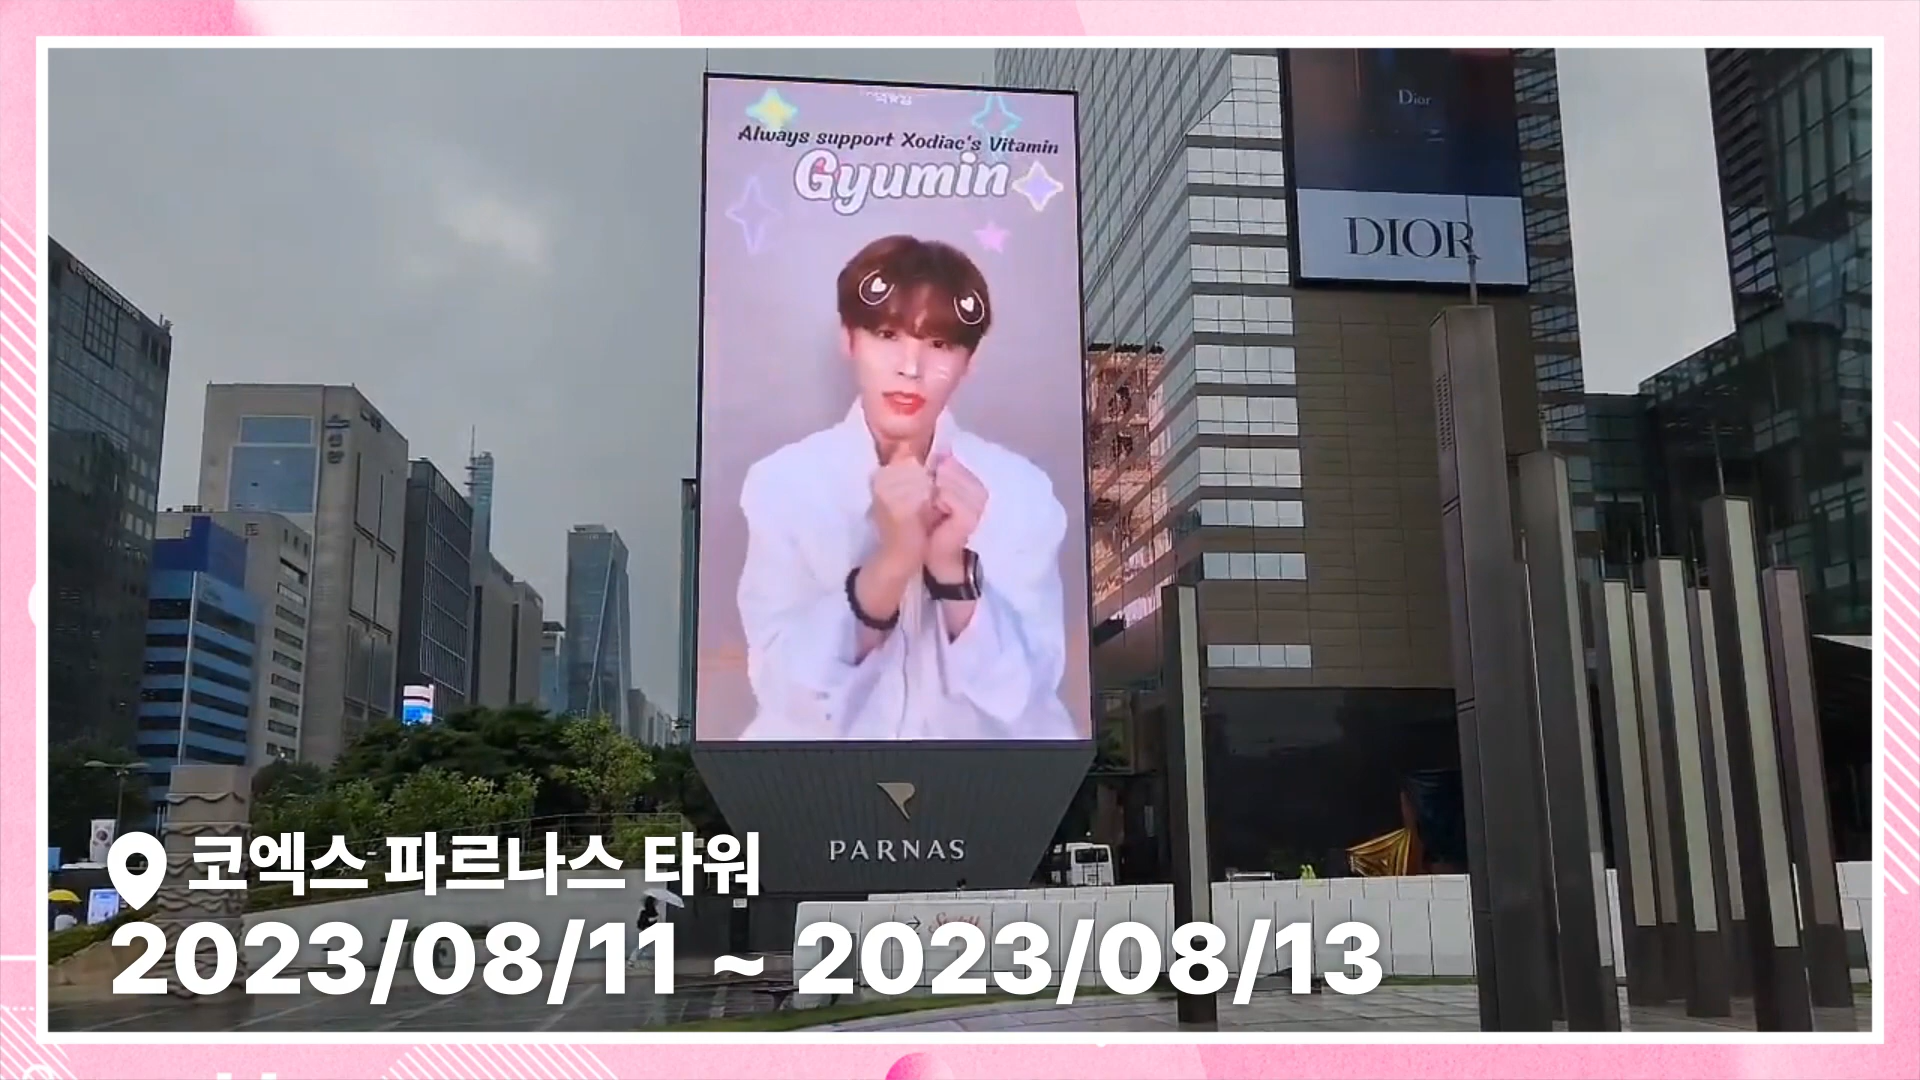 Always support Xodiac's Vitamin
Gyumin
Dior
DIOR
PARNAS
코엑스 파르나스 타워
2023/08/11 ~ 2023/08/13